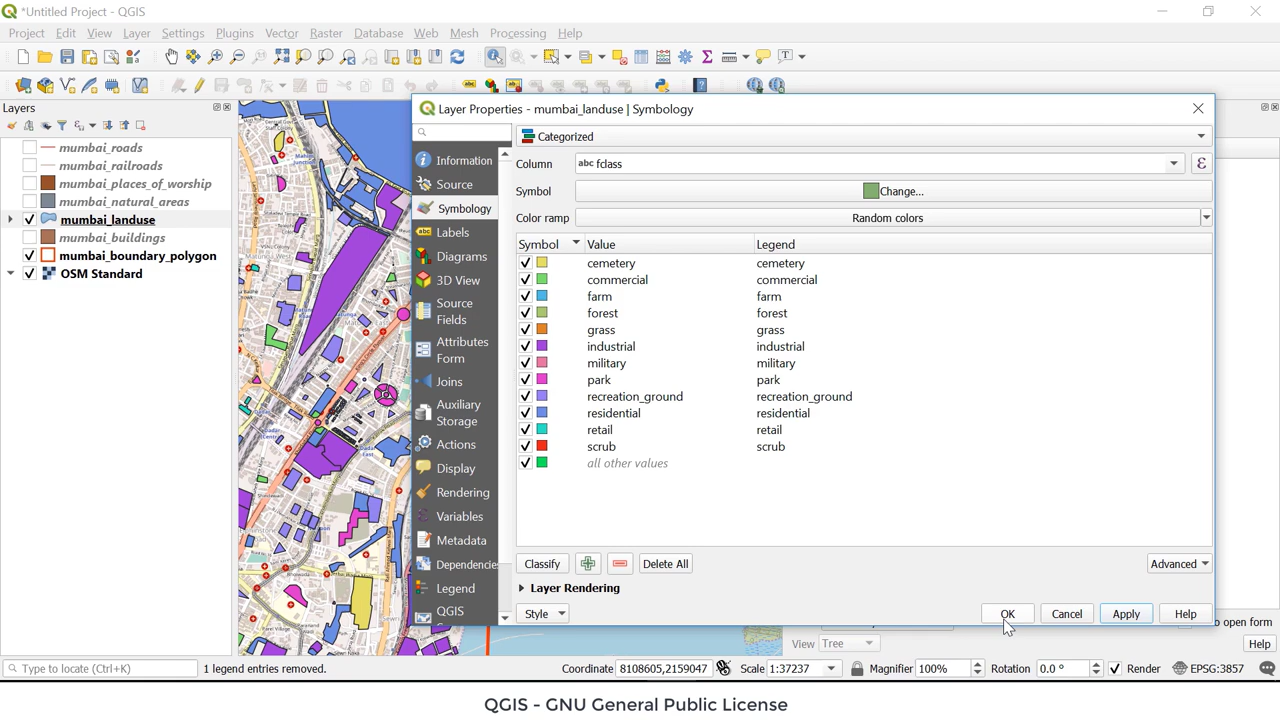 *Untitled Project - QGIS
Project Edit View Layer Settings Plugins Vector Raster Database Web Mesh Processing Help
Layers
mumbai_roads
mumbai_railroads
mumbai_places_of_worship
mumbai_natural_areas
mumbai_landuse
mumbai_buildings
mumbai_boundary_polygon
OSM Standard
Layer Properties - mumbai_landuse | Symbology
Information
Source
Symbology
Labels
Diagrams
3D View
Source
Fields
Attributes
Form
Joins
Auxiliary
Storage
Actions
Display
Rendering
Variables
Metadata
Dependencies
Legend
QGIS
Categorized
Column abc fclass
Symbol Change...
Color ramp Random colors
Symbol Value Legend
cemetery cemetery
commercial commercial
farm farm
forest forest
grass grass
industrial industrial
military military
park park
recreation_ground recreation_ground
residential residential
retail retail
scrub scrub
all other values
Classify Delete All Advanced
Layer Rendering
Style OK Cancel Apply Help
to open form
View Tree Help
Type to locate (Ctrl+K) 1 legend entries removed. Coordinate 8108605,2159047 Scale 1:37237 Magnifier 100% Rotation 0.0 ° Render EPSG:3857
QGIS - GNU General Public License